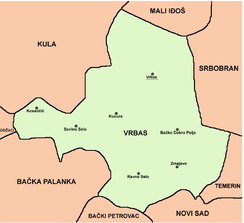 MALI IĐOŠ
KULA
SRBOBRAN
Vrbas
Kosančić
Kucura
Savino Selo
VRBAS
Bačko Dobro Polje
Zmajevo
Ravno Selo
BAČKA PALANKA
TEMERIN
BAČKI PETROVAC
NOVI SAD